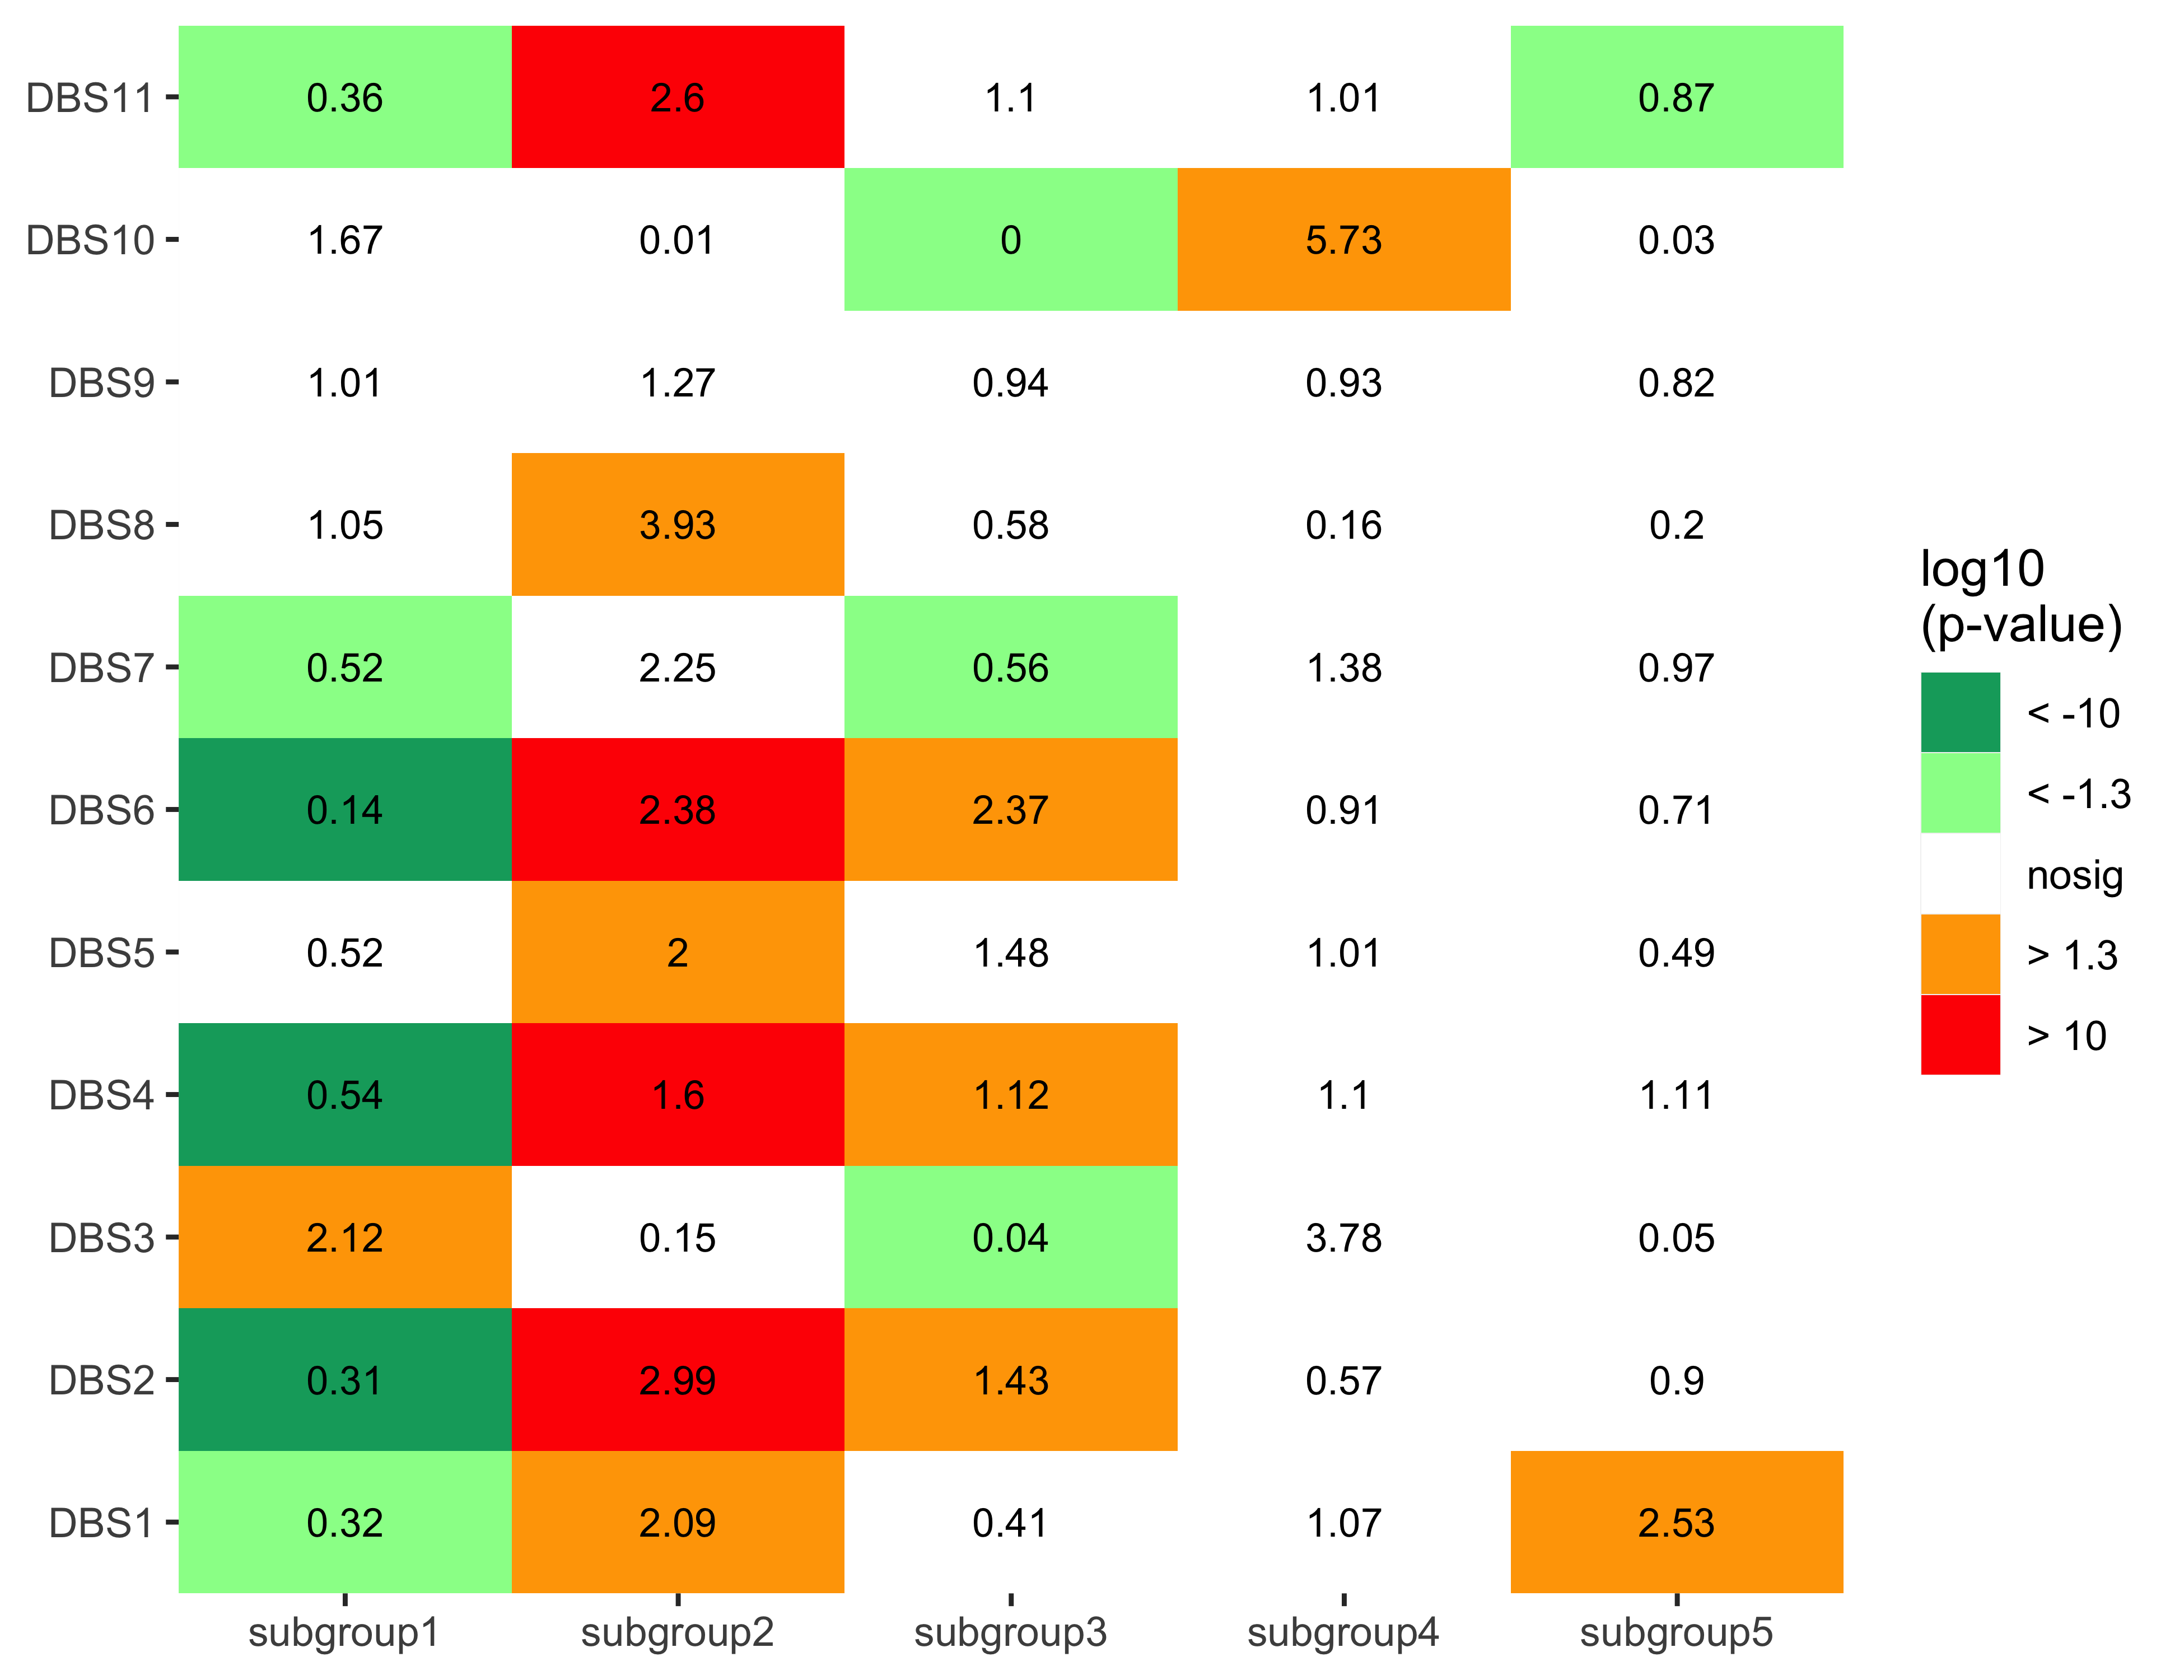 DBS11 0.36 2.6 1.1 1.01 0.87
DBS10 1.67 0.01 0 5.73 0.03
DBS9 1.01 1.27 0.94 0.93 0.82
DBS8 1.05 3.93 0.58 0.16 0.2
DBS7 0.52 2.25 0.56 1.38 0.97
DBS6 0.14 2.38 2.37 0.91 0.71
DBS5 0.52 2 1.48 1.01 0.49
DBS4 0.54 1.6 1.12 1.1 1.11
DBS3 2.12 0.15 0.04 3.78 0.05
DBS2 0.31 2.99 1.43 0.57 0.9
DBS1 0.32 2.09 0.41 1.07 2.53
subgroup1 subgroup2 subgroup3 subgroup4 subgroup5
log10
(p-value)
< -10
< -1.3
nosig
> 1.3
> 10